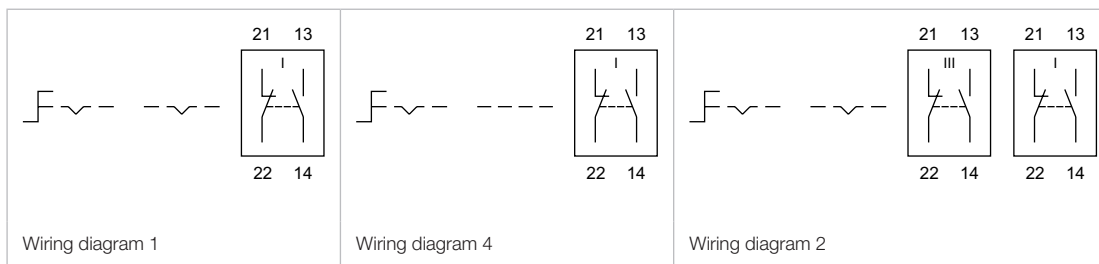 21 13
I
22 14
Wiring diagram 1
21 13
I
22 14
Wiring diagram 4
21 13 21 13
III I
22 14 22 14
Wiring diagram 2